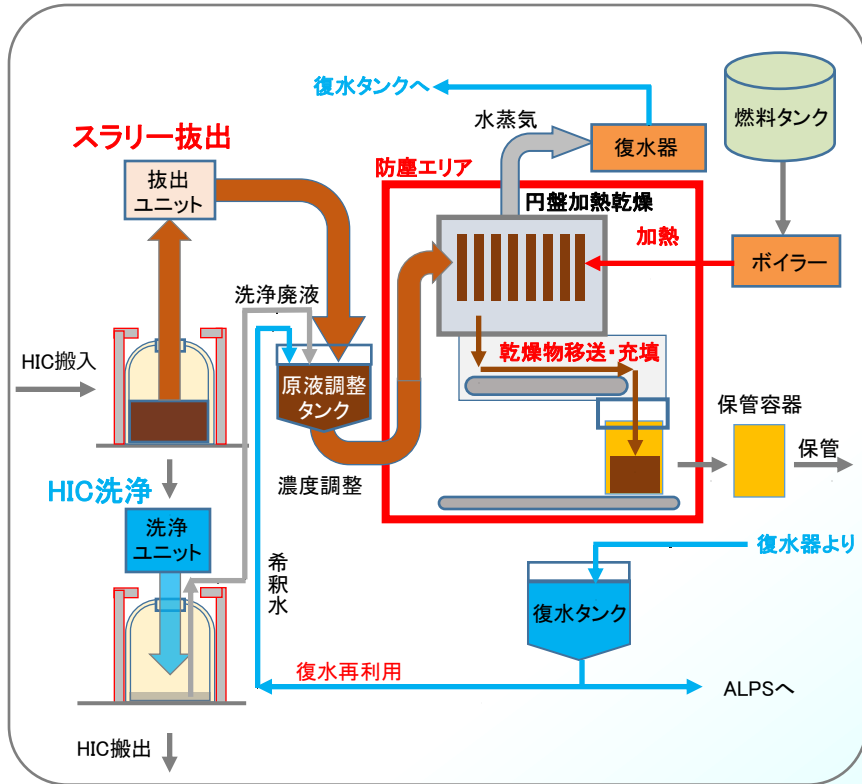 復水タンクへ
水蒸気
復水器
燃料タンク
スラリー抜出
抜出
ユニット
防塵エリア
円盤加熱乾燥
加熱
ボイラー
洗浄廃液
HIC搬入
原液調整
タンク
乾燥物移送・充填
保管容器
保管
濃度調整
HIC洗浄
洗浄
ユニット
希釈水
復水器より
復水タンク
復水再利用
ALPSへ
HIC搬出